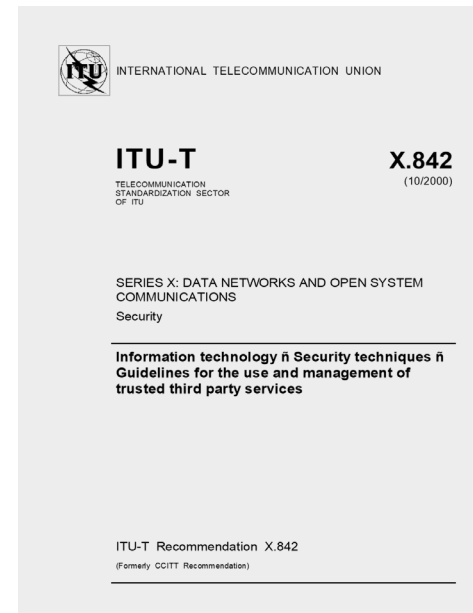 ITU
INTERNATIONAL TELECOMMUNICATION UNION
ITU-T
X.842
TELECOMMUNICATION
STANDARDIZATION SECTOR
OF ITU
(10/2000)
SERIES X: DATA NETWORKS AND OPEN SYSTEM
COMMUNICATIONS
Security
Information technology ñ Security techniques ñ
Guidelines for the use and management of
trusted third party services
ITU-T Recommendation X.842
(Formerly CCITT Recommendation)